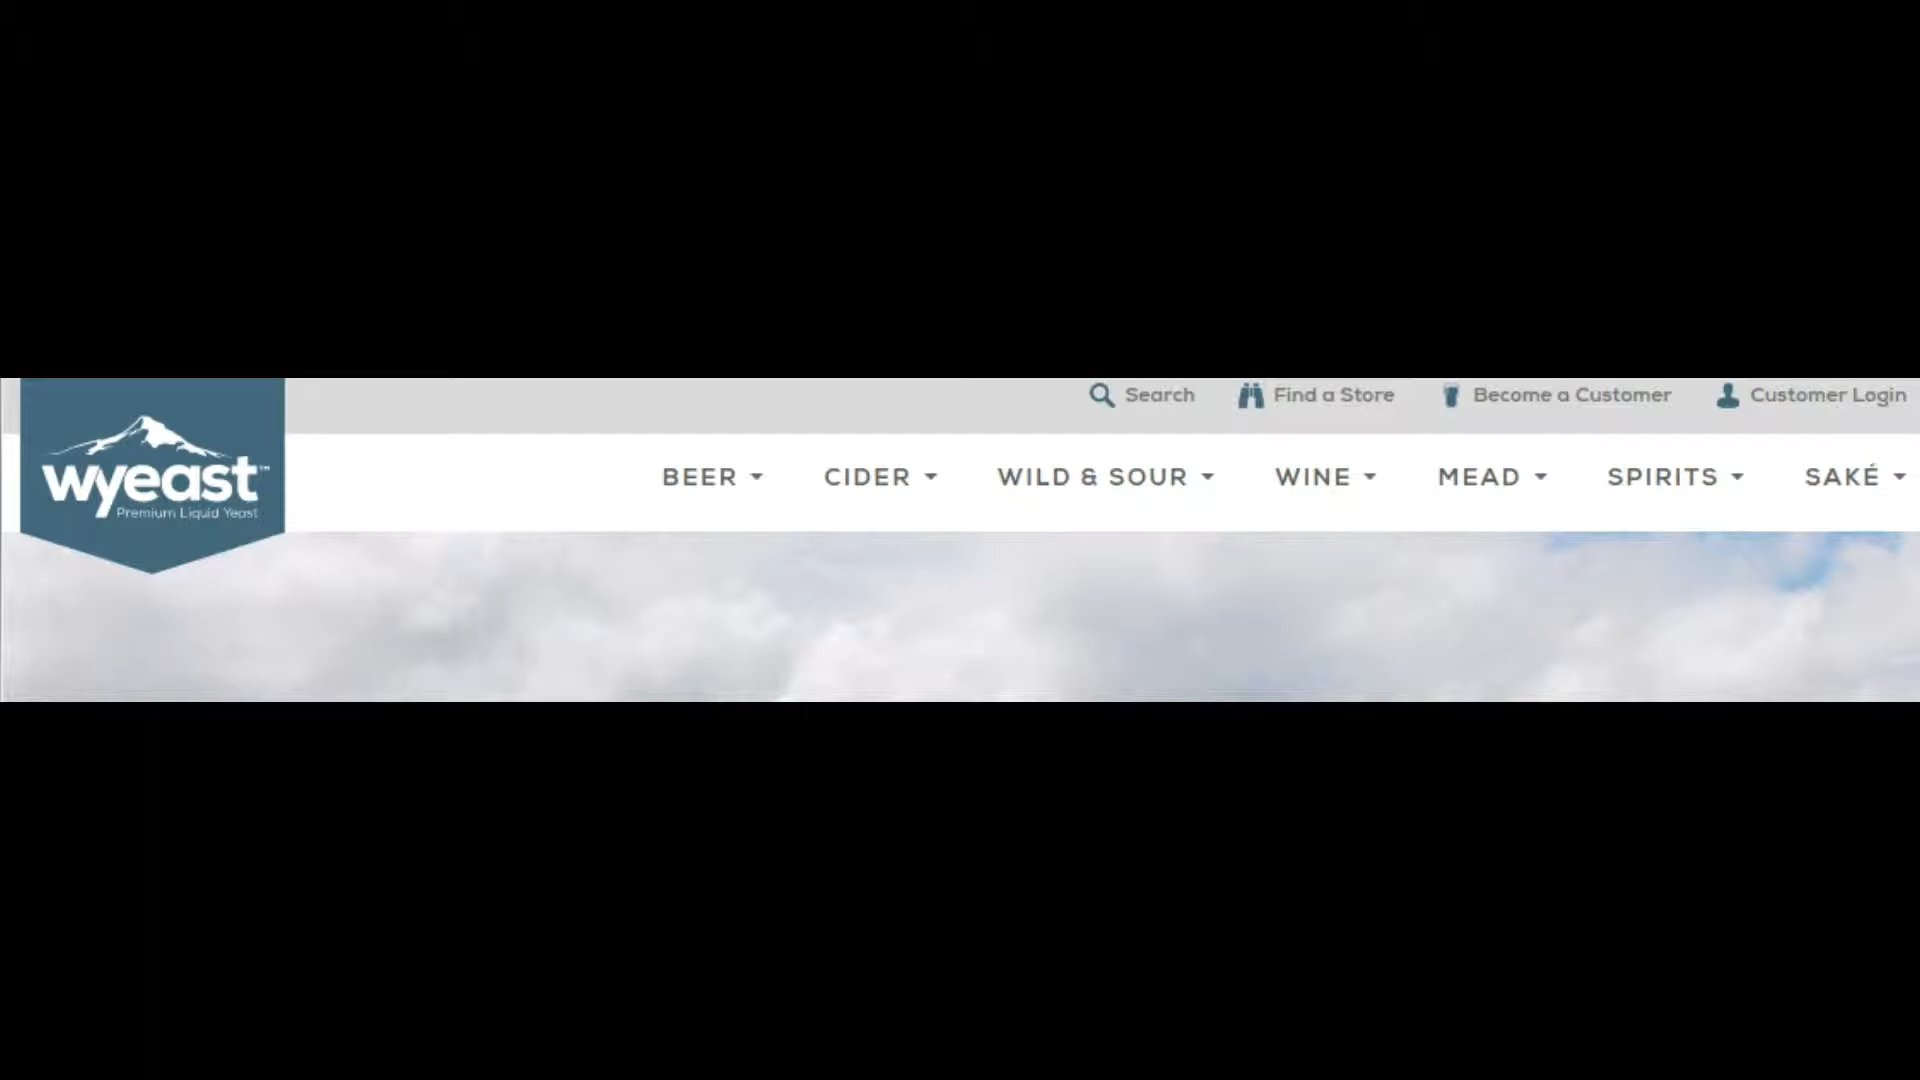 Search Find a Store Become a Customer Customer Login
wyeast™
Premium Liquid Yeast
BEER CIDER WILD & SOUR WINE MEAD SPIRITS SAKÉ